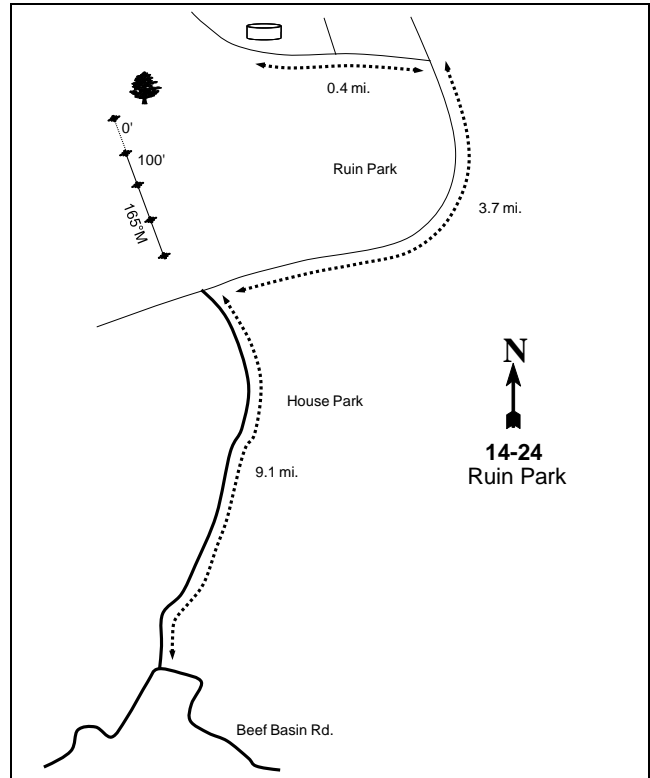 0.4 mi.
0'
100'
Ruin Park
165°M
3.7 mi.
N
House Park
14-24
Ruin Park
9.1 mi.
Beef Basin Rd.